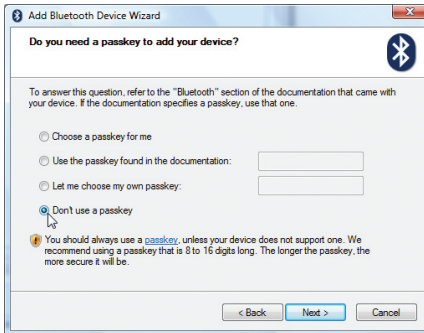 Add Bluetooth Device Wizard
Do you need a passkey to add your device?
To answer this question, refer to the "Bluetooth" section of the documentation that came with
your device. If the documentation specifies a passkey, use that one.
Choose a passkey for me
Use the passkey found in the documentation:
Let me choose my own passkey:
Don't use a passkey
You should always use a passkey, unless your device does not support one. We
recommend using a passkey that is 8 to 16 digits long. The longer the passkey, the
more secure it will be.
< Back Next > Cancel